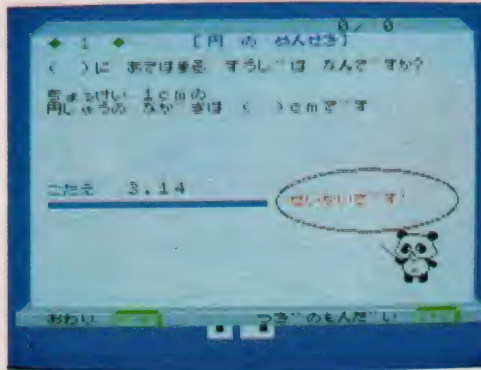 0/ 0
◆ 1 ◆ [円 の めんせき]
( )に あてはまる すうじは なんですか?
ちょっけい 1cmの
円しゅうの ながさは ( )cmです
こたえ 3.14
せいかいです!
おわり
つぎのもんだい